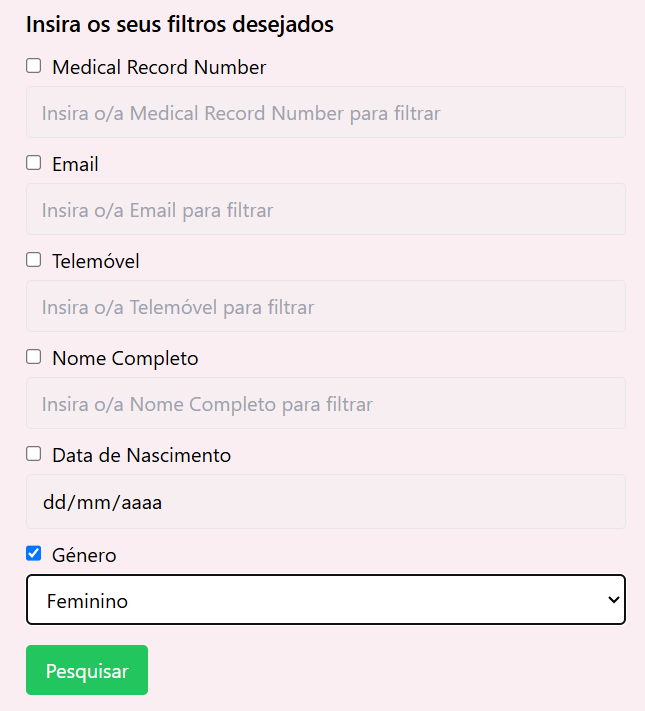 Insira os seus filtros desejados
Medical Record Number
Insira o/a Medical Record Number para filtrar
Email
Insira o/a Email para filtrar
Telemóvel
Insira o/a Telemóvel para filtrar
Nome Completo
Insira o/a Nome Completo para filtrar
Data de Nascimento
dd/mm/aaaa
Género
Feminino
Pesquisar